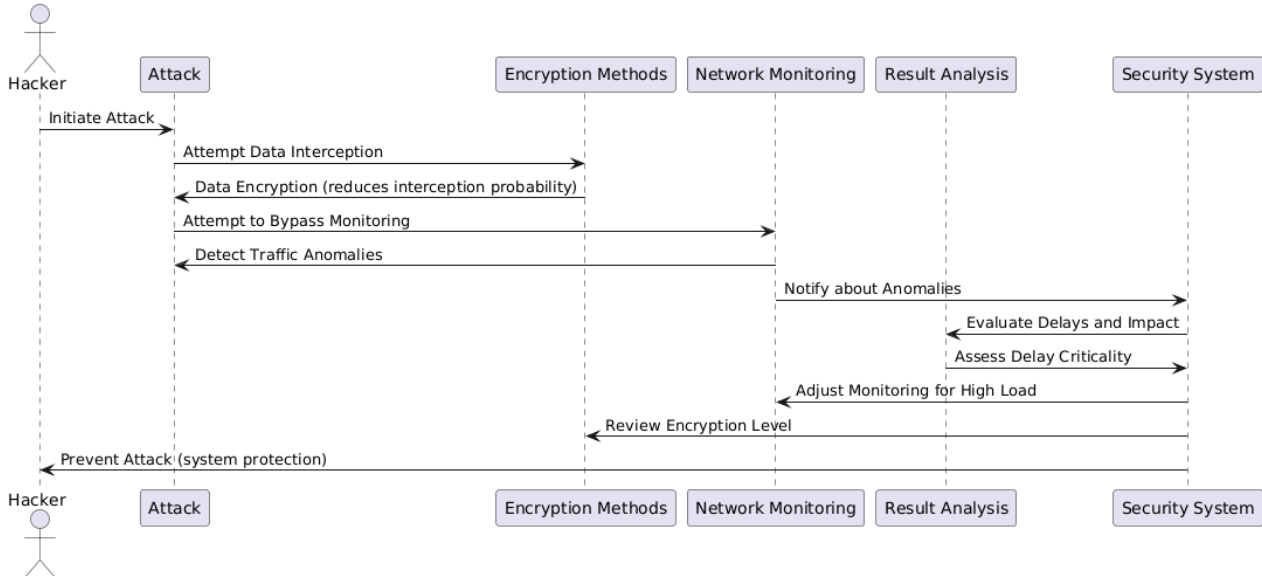 Hacker
Attack
Encryption Methods
Network Monitoring
Result Analysis
Security System
Initiate Attack
Attempt Data Interception
Data Encryption (reduces interception probability)
Attempt to Bypass Monitoring
Detect Traffic Anomalies
Notify about Anomalies
Evaluate Delays and Impact
Assess Delay Criticality
Adjust Monitoring for High Load
Review Encryption Level
Prevent Attack (system protection)
Hacker
Attack
Encryption Methods
Network Monitoring
Result Analysis
Security System